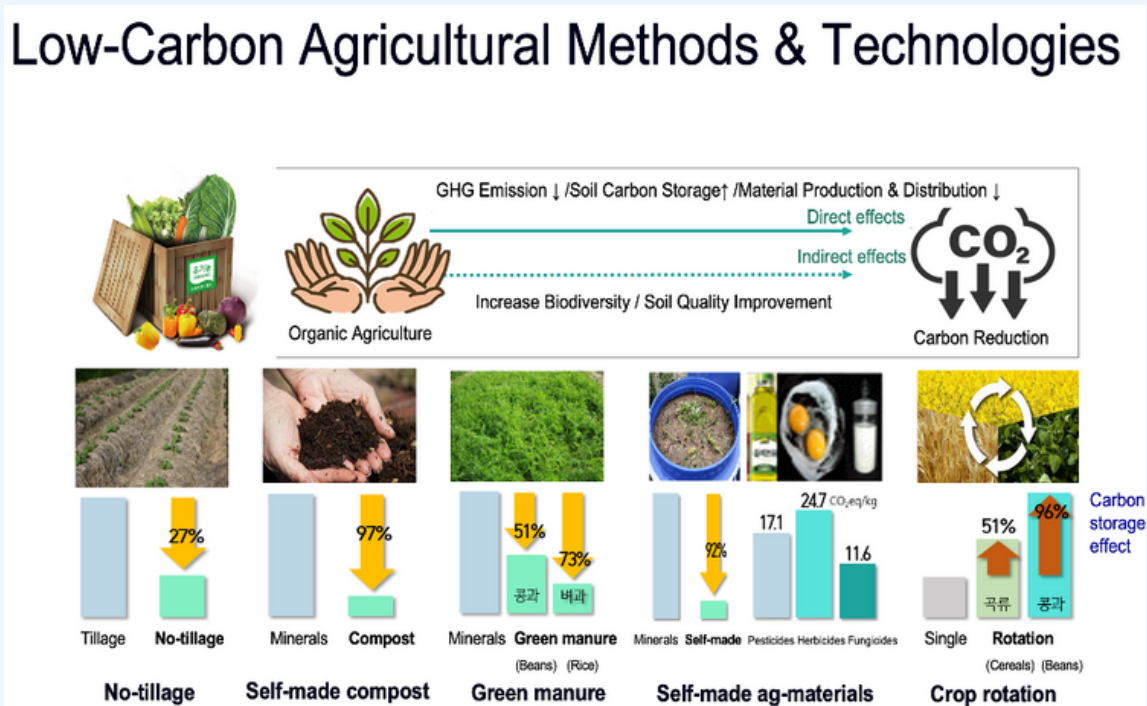 Low-Carbon Agricultural Methods & Technologies
GHG Emission ↓ /Soil Carbon Storage↑ /Material Production & Distribution ↓
Direct effects
Indirect effects
Increase Biodiversity / Soil Quality Improvement
CO₂
유기농
Organic Agriculture
Carbon Reduction
27%
Tillage No-tillage
No-tillage
97%
Minerals Compost
Self-made compost
51%
73%
콩과 벼과
Minerals Green manure
(Beans) (Rice)
Green manure
92%
17.1
24.7 CO₂eq/kg
11.6
Minerals Self-made Pesticides Herbicides Fungioides
Self-made ag-materials
51%
96%
Carbon
storage
effect
곡류 콩과
Single Rotation
(Cereals) (Beans)
Crop rotation